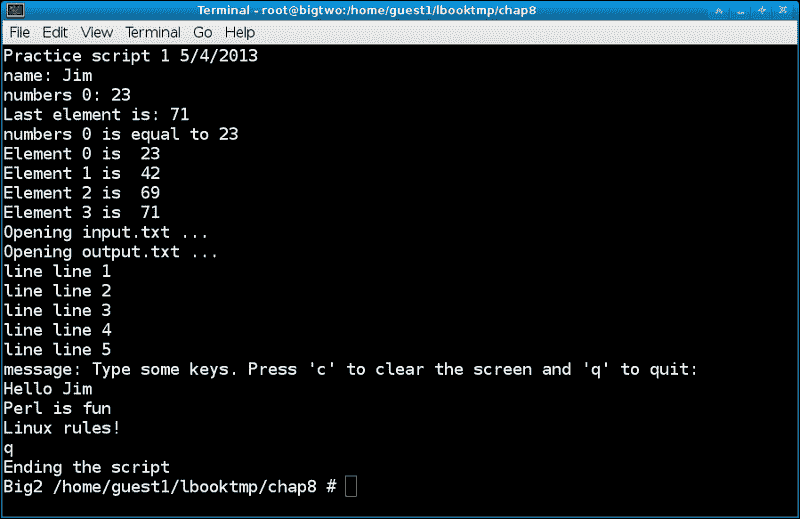 Terminal - root@bigtwo:/home/guest1/lbooktmp/chap8
File Edit View Terminal Go Help
Practice script 1 5/4/2013
name: Jim
numbers 0: 23
Last element is: 71
numbers 0 is equal to 23
Element 0 is  23
Element 1 is  42
Element 2 is  69
Element 3 is  71
Opening input.txt ...
Opening output.txt ...
line line 1
line line 2
line line 3
line line 4
line line 5
message: Type some keys. Press 'c' to clear the screen and 'q' to quit:
Hello Jim
Perl is fun
Linux rules!
q
Ending the script
Big2 /home/guest1/lbooktmp/chap8 #